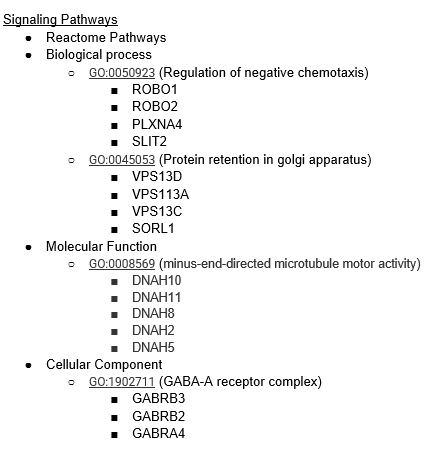 Signaling Pathways
Reactome Pathways
Biological process
GO:0050923 (Regulation of negative chemotaxis)
ROBO1
ROBO2
PLXNA4
SLIT2
GO:0045053 (Protein retention in golgi apparatus)
VPS13D
VPS113A
VPS13C
SORL1
Molecular Function
GO:0008569 (minus-end-directed microtubule motor activity)
DNAH10
DNAH11
DNAH8
DNAH2
DNAH5
Cellular Component
GO:1902711 (GABA-A receptor complex)
GABRB3
GABRB2
GABRA4